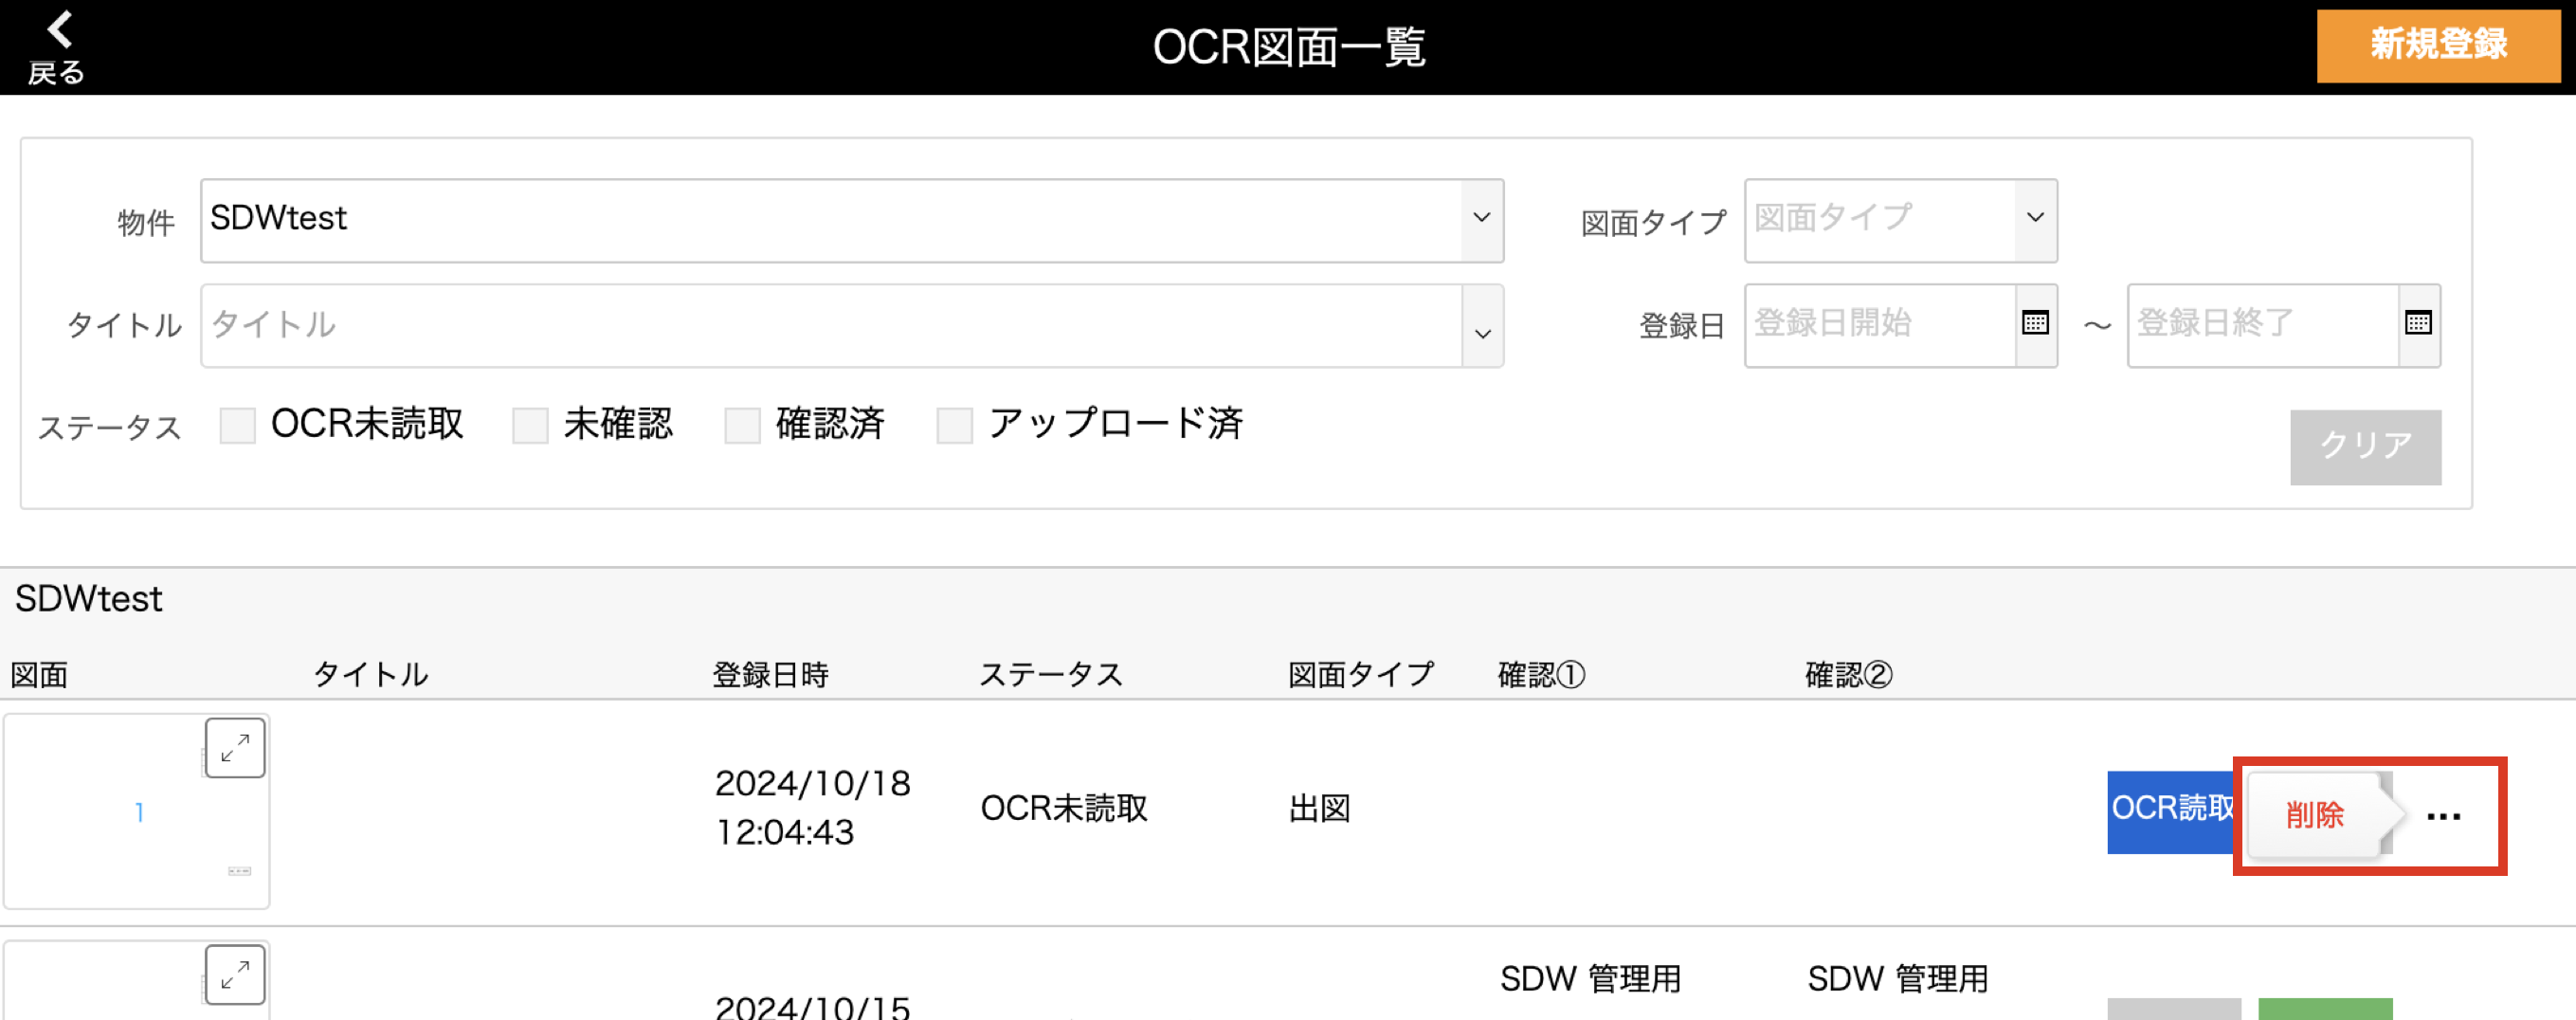 戻る
OCR図面一覧
新規登録
物件 SDWtest
図面タイプ 図面タイプ
タイトル タイトル
登録日 登録日開始 ～ 登録日終了
ステータス OCR未読取 未確認 確認済 アップロード済
クリア
SDWtest
図面 タイトル 登録日時 ステータス 図面タイプ 確認① 確認②
1
2024/10/18
12:04:43
OCR未読取
出図
OCR読取
削除
...
2024/10/15
SDW 管理用
SDW 管理用